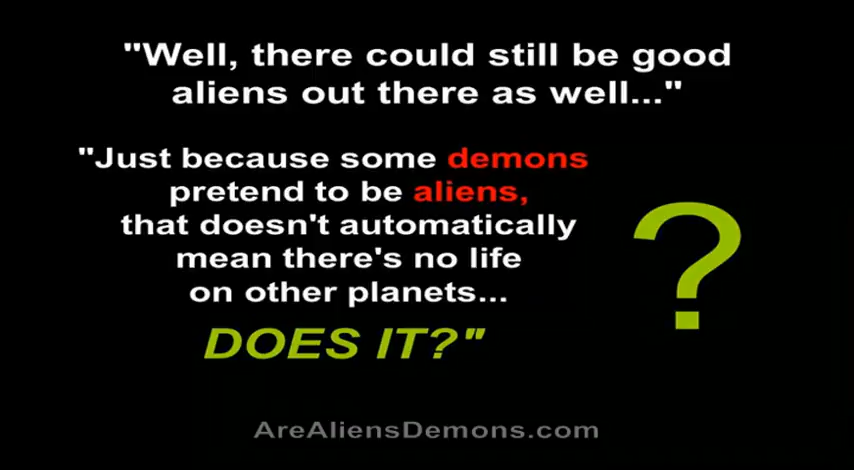 "Well, there could still be good
aliens out there as well..."
"Just because some demons
pretend to be aliens,
that doesn't automatically
mean there's no life
on other planets...
DOES IT?"
?
AreAliensDemons.com